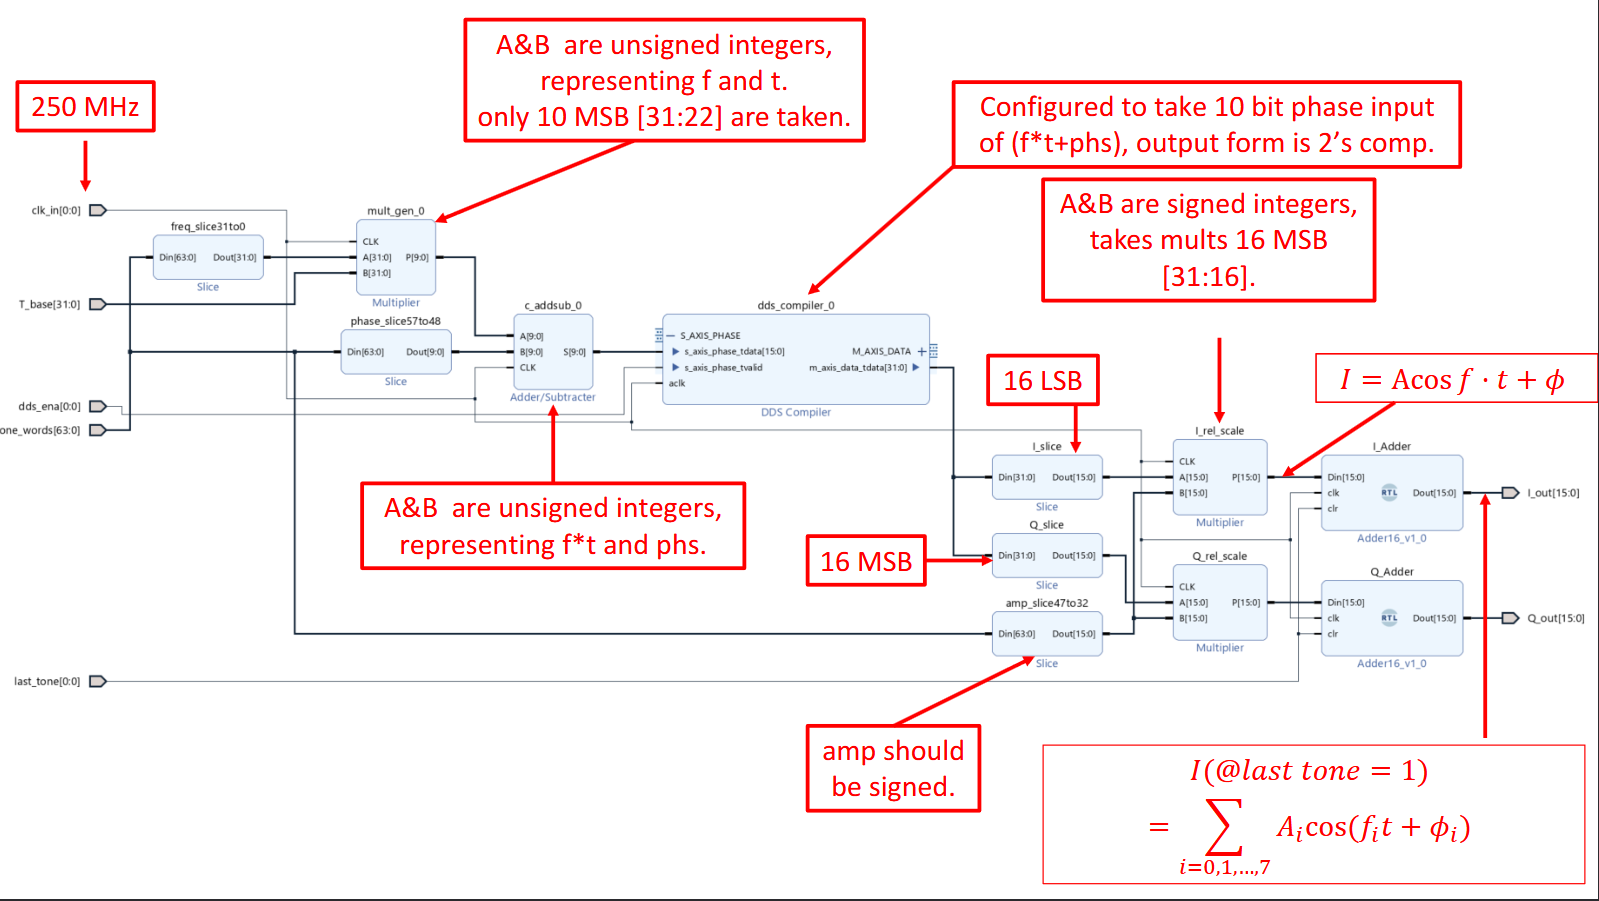 A&B  are unsigned integers,
representing f and t.
only 10 MSB [31:22] are taken.
250 MHz
Configured to take 10 bit phase input
of (f*t+phs), output form is 2’s comp.
A&B are signed integers,
takes mults 16 MSB
[31:16].
clk_in[0:0]
freq_slice31to0
Din[63:0]
Dout[31:0]
Slice
mult_gen_0
CLK
A[31:0]
P[9:0]
B[31:0]
Multiplier
T_base[31:0]
phase_slice57to48
Din[63:0]
Dout[9:0]
Slice
c_addsub_0
A[9:0]
B[9:0]
S[9:0]
CLK
Adder/Subtracter
dds_compiler_0
S_AXIS_PHASE
s_axis_phase_tdata[15:0]
M_AXIS_DATA
s_axis_phase_tvalid
m_axis_data_tdata[31:0]
aclk
DDS Compiler
dds_ena[0:0]
one_words[63:0]
16 LSB
I = Acos f · t + ϕ
I_slice
Din[31:0]
Dout[15:0]
Slice
I_rel_scale
CLK
A[15:0]
P[15:0]
B[15:0]
Multiplier
I_Adder
Din[15:0]
clk
RTL
Dout[15:0]
clr
Adder16_v1_0
I_out[15:0]
A&B  are unsigned integers,
representing f*t and phs.
16 MSB
Q_slice
Din[31:0]
Dout[15:0]
Slice
Q_rel_scale
CLK
A[15:0]
P[15:0]
B[15:0]
Multiplier
Q_Adder
Din[15:0]
clk
RTL
Dout[15:0]
clr
Adder16_v1_0
Q_out[15:0]
amp_slice47to32
Din[63:0]
Dout[15:0]
Slice
last_tone[0:0]
amp should
be signed.
I(@last tone = 1)
= ∑ A_i cos(f_i t + ϕ_i)
i=0,1,...,7